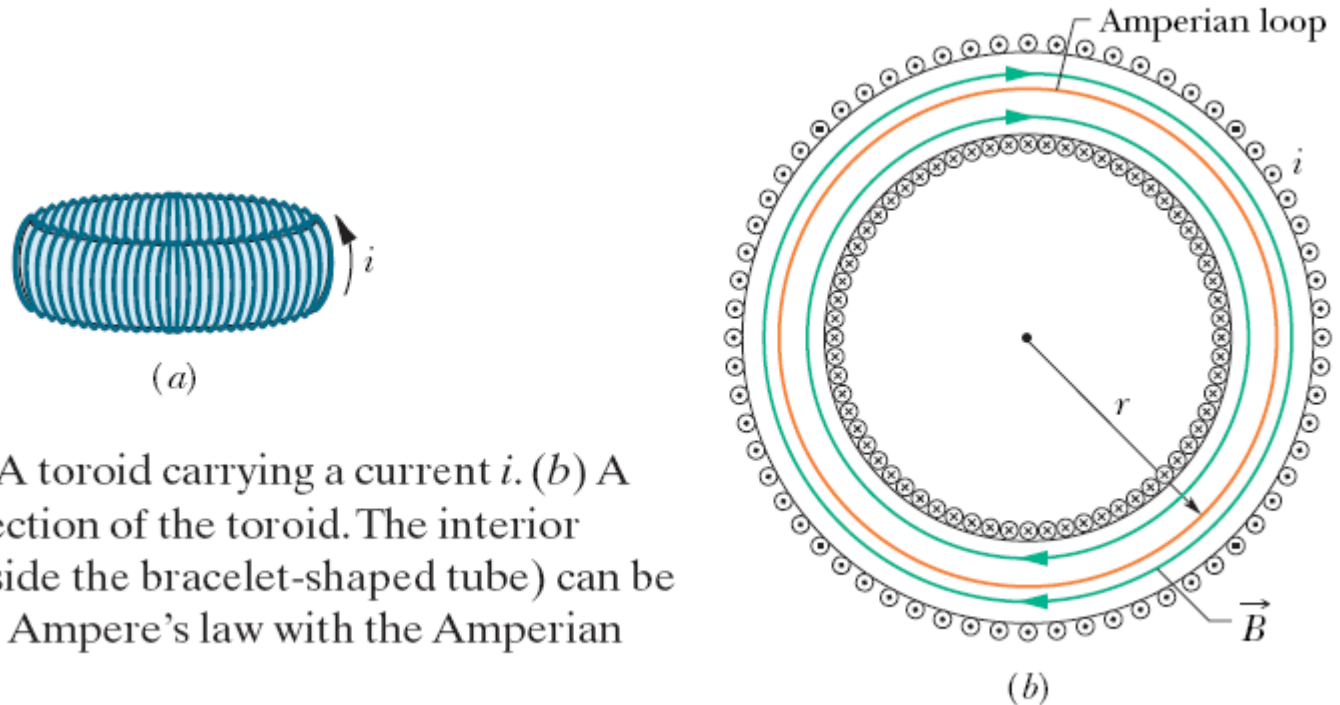 i
(a)
A toroid carrying a current i. (b) A
ection of the toroid. The interior
side the bracelet-shaped tube) can be
Ampere's law with the Amperian
Amperian loop
i
r
B
(b)